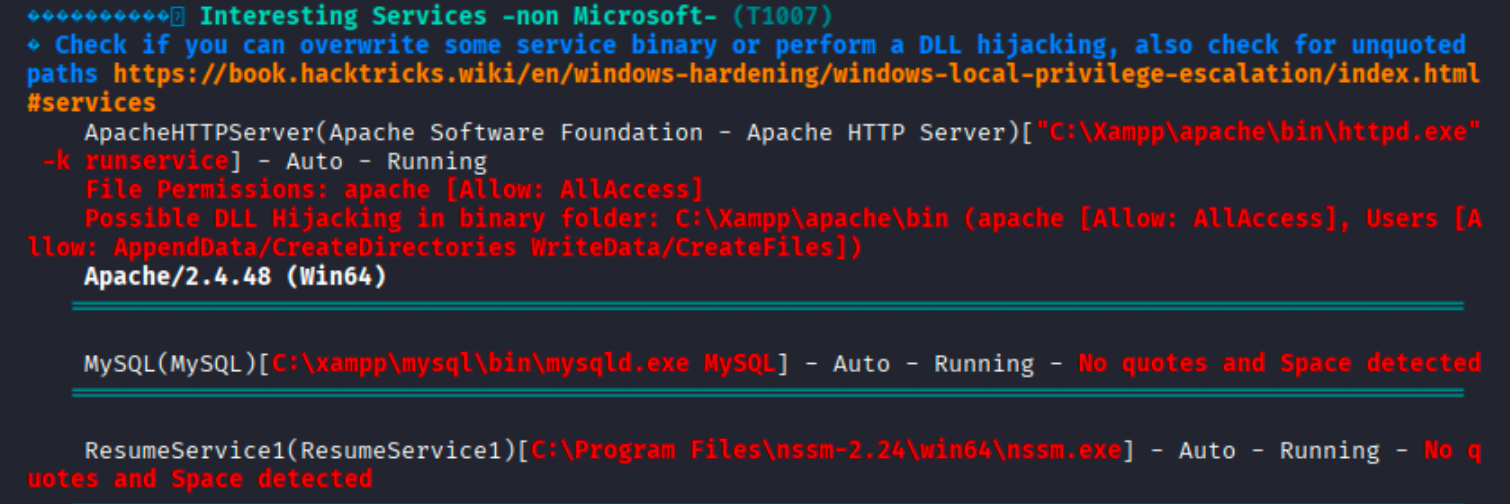 ������������ Interesting Services -non Microsoft- (T1007)
� Check if you can overwrite some service binary or perform a DLL hijacking, also check for unquoted
paths https://book.hacktricks.wiki/en/windows-hardening/windows-local-privilege-escalation/index.html
#services
ApacheHTTPServer(Apache Software Foundation - Apache HTTP Server)["C:\Xampp\apache\bin\httpd.exe"
-k runservice] - Auto - Running
File Permissions: apache [Allow: AllAccess]
Possible DLL Hijacking in binary folder: C:\Xampp\apache\bin (apache [Allow: AllAccess], Users [A
llow: AppendData/CreateDirectories WriteData/CreateFiles])
Apache/2.4.48 (Win64)
MySQL(MySQL)[C:\xampp\mysql\bin\mysqld.exe MySQL] - Auto - Running - No quotes and Space detected
ResumeService1(ResumeService1)[C:\Program Files\nssm-2.24\win64\nssm.exe] - Auto - Running - No q
uotes and Space detected